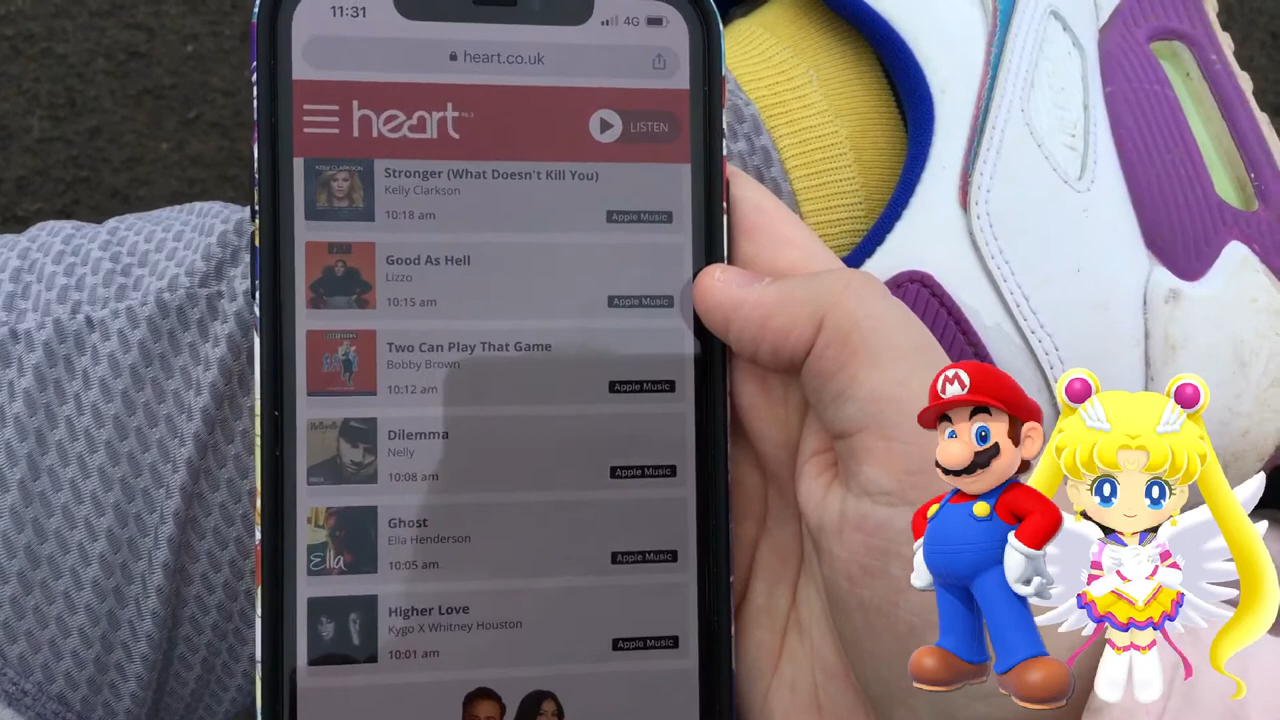 11:31
4G
heart.co.uk
heart
LISTEN
Stronger (What Doesn't Kill You)
Kelly Clarkson
10:18 am
Apple Music
Good As Hell
Lizzo
10:15 am
Apple Music
Two Can Play That Game
Bobby Brown
10:12 am
Apple Music
Dilemma
Nelly
10:08 am
Apple Music
Ghost
Ella Henderson
10:05 am
Apple Music
Higher Love
Kygo X Whitney Houston
10:01 am
Apple Music
KELLY CLARKSON
Ella
M